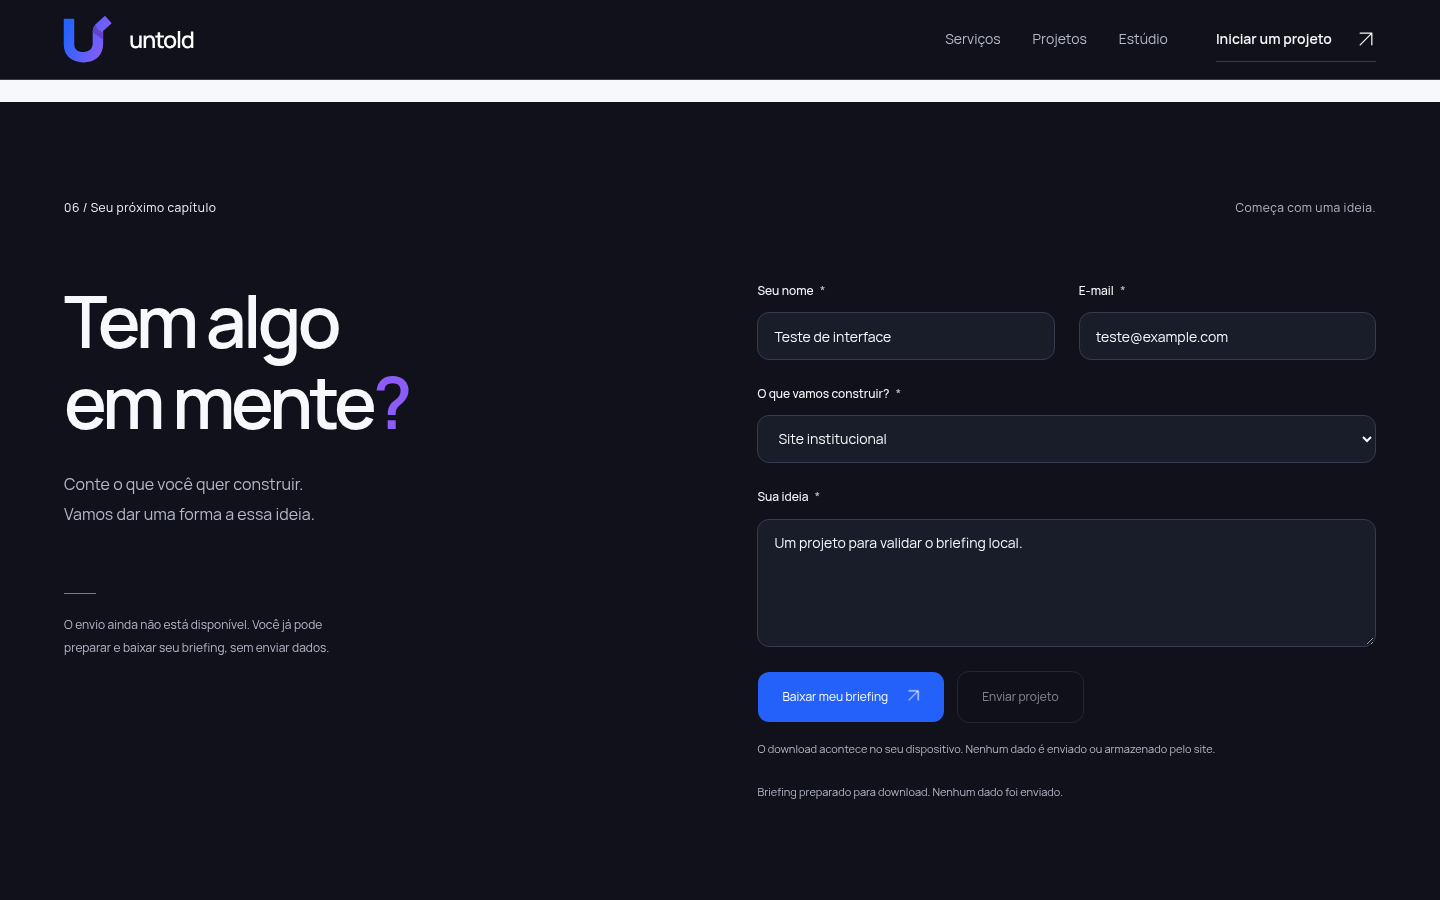 untold
Serviços
Projetos
Estúdio
Iniciar um projeto
06 / Seu próximo capítulo
Começa com uma ideia.
Tem algo
em mente?
Conte o que você quer construir.
Vamos dar uma forma a essa ideia.
O envio ainda não está disponível. Você já pode
preparar e baixar seu briefing, sem enviar dados.
Seu nome *
Teste de interface
E-mail *
teste@example.com
O que vamos construir? *
Site institucional
Sua ideia *
Um projeto para validar o briefing local.
Baixar meu briefing
Enviar projeto
O download acontece no seu dispositivo. Nenhum dado é enviado ou armazenado pelo site.
Briefing preparado para download. Nenhum dado foi enviado.